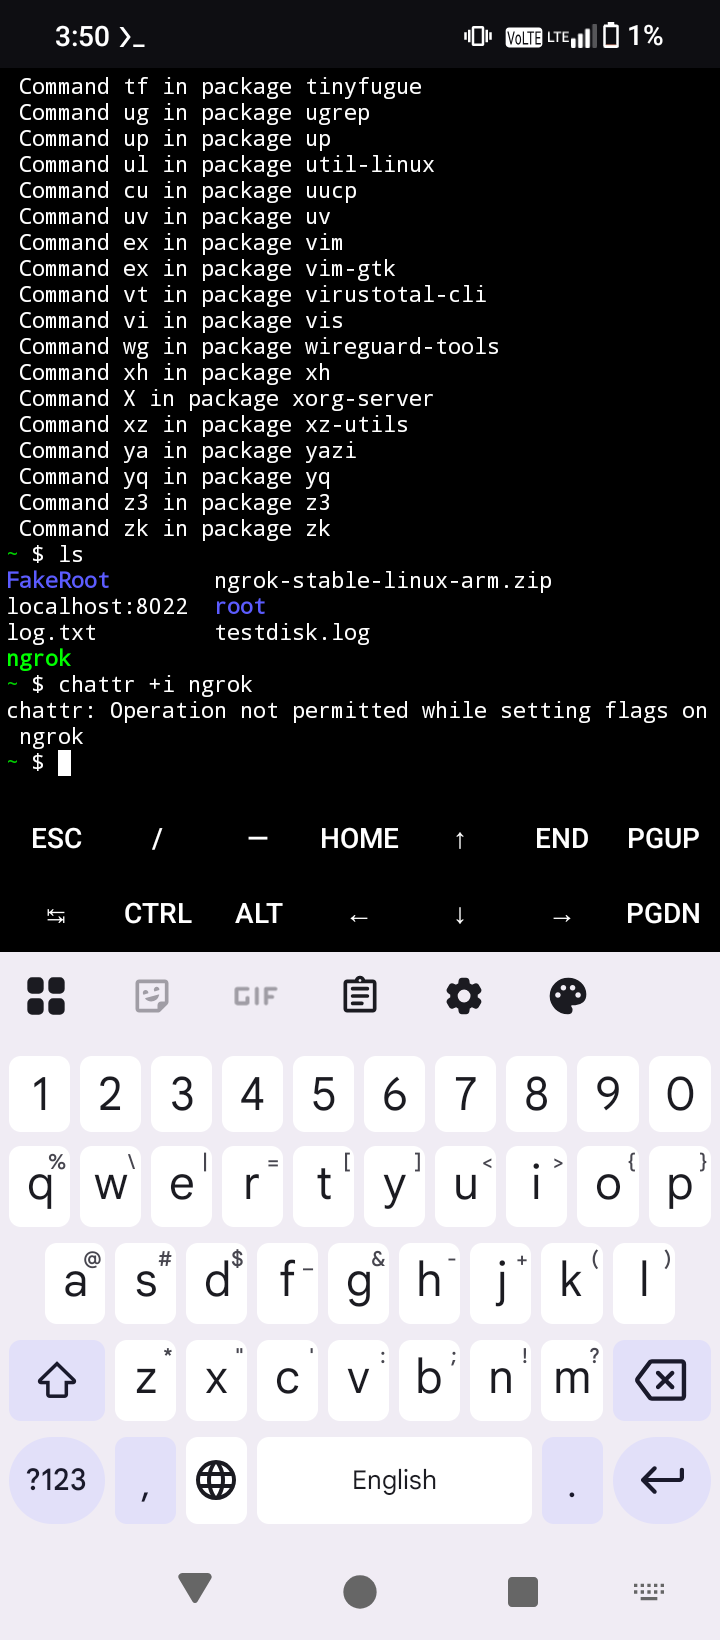 3:50 ❯_ VoLTE LTE 1%
Command tf in package tinyfugue
Command ug in package ugrep
Command up in package up
Command ul in package util-linux
Command cu in package uucp
Command uv in package uv
Command ex in package vim
Command ex in package vim-gtk
Command vt in package virustotal-cli
Command vi in package vis
Command wg in package wireguard-tools
Command xh in package xh
Command X in package xorg-server
Command xz in package xz-utils
Command ya in package yazi
Command yq in package yq
Command z3 in package z3
Command zk in package zk
~ $ ls
FakeRoot ngrok-stable-linux-arm.zip
localhost:8022 root
log.txt testdisk.log
ngrok
~ $ chattr +i ngrok
chattr: Operation not permitted while setting flags on
ngrok
~ $
ESC / — HOME ↑ END PGUP
↹ CTRL ALT ← ↓ → PGDN
GIF
1 2 3 4 5 6 7 8 9 0
% \ | = [ ] < > { }
q w e r t y u i o p
@ # $ _ & - + ( )
a s d f g h j k l
* " ' : ; ! ?
z x c v b n m
?123 , English .